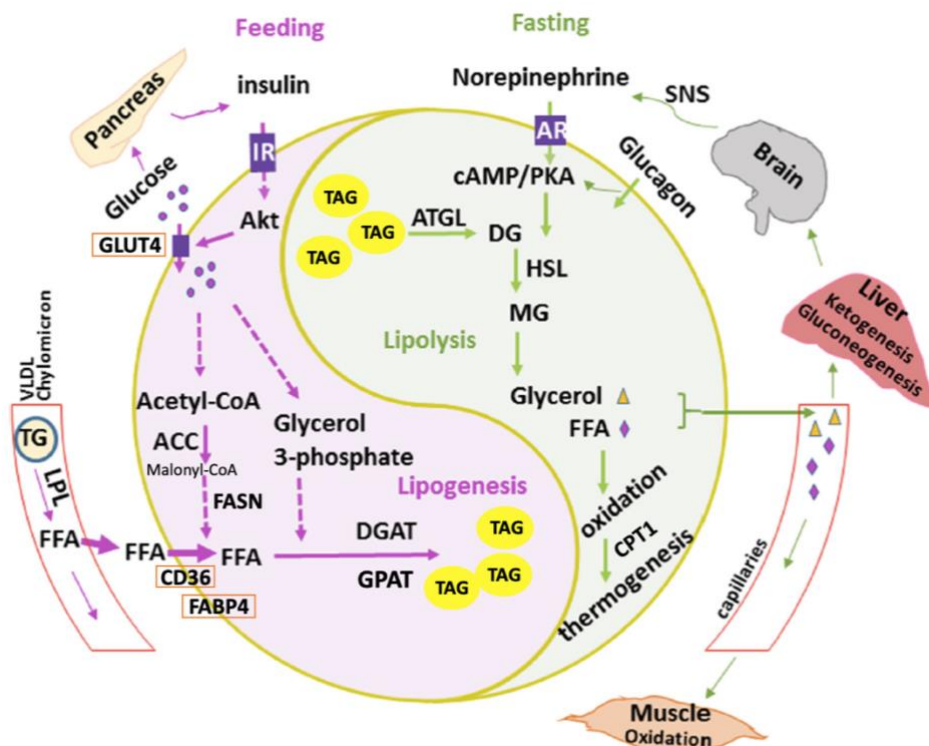 Feeding
Fasting
insulin
Norepinephrine
SNS
Pancreas
IR
AR
Brain
Glucose
Glucagon
cAMP/PKA
Akt
GLUT4
TAG
TAG
TAG
ATGL
DG
HSL
MG
Lipolysis
Liver
Ketogenesis
Gluconeogenesis
VLDL
Chylomicron
TG
LPL
FFA
FFA
Acetyl-CoA
ACC
Malonyl-CoA
FASN
Glycerol
3-phosphate
Glycerol
FFA
Lipogenesis
oxidation
CPT1
thermogenesis
FFA
CD36
FABP4
DGAT
GPAT
TAG
TAG
TAG
capillaries
Muscle
Oxidation